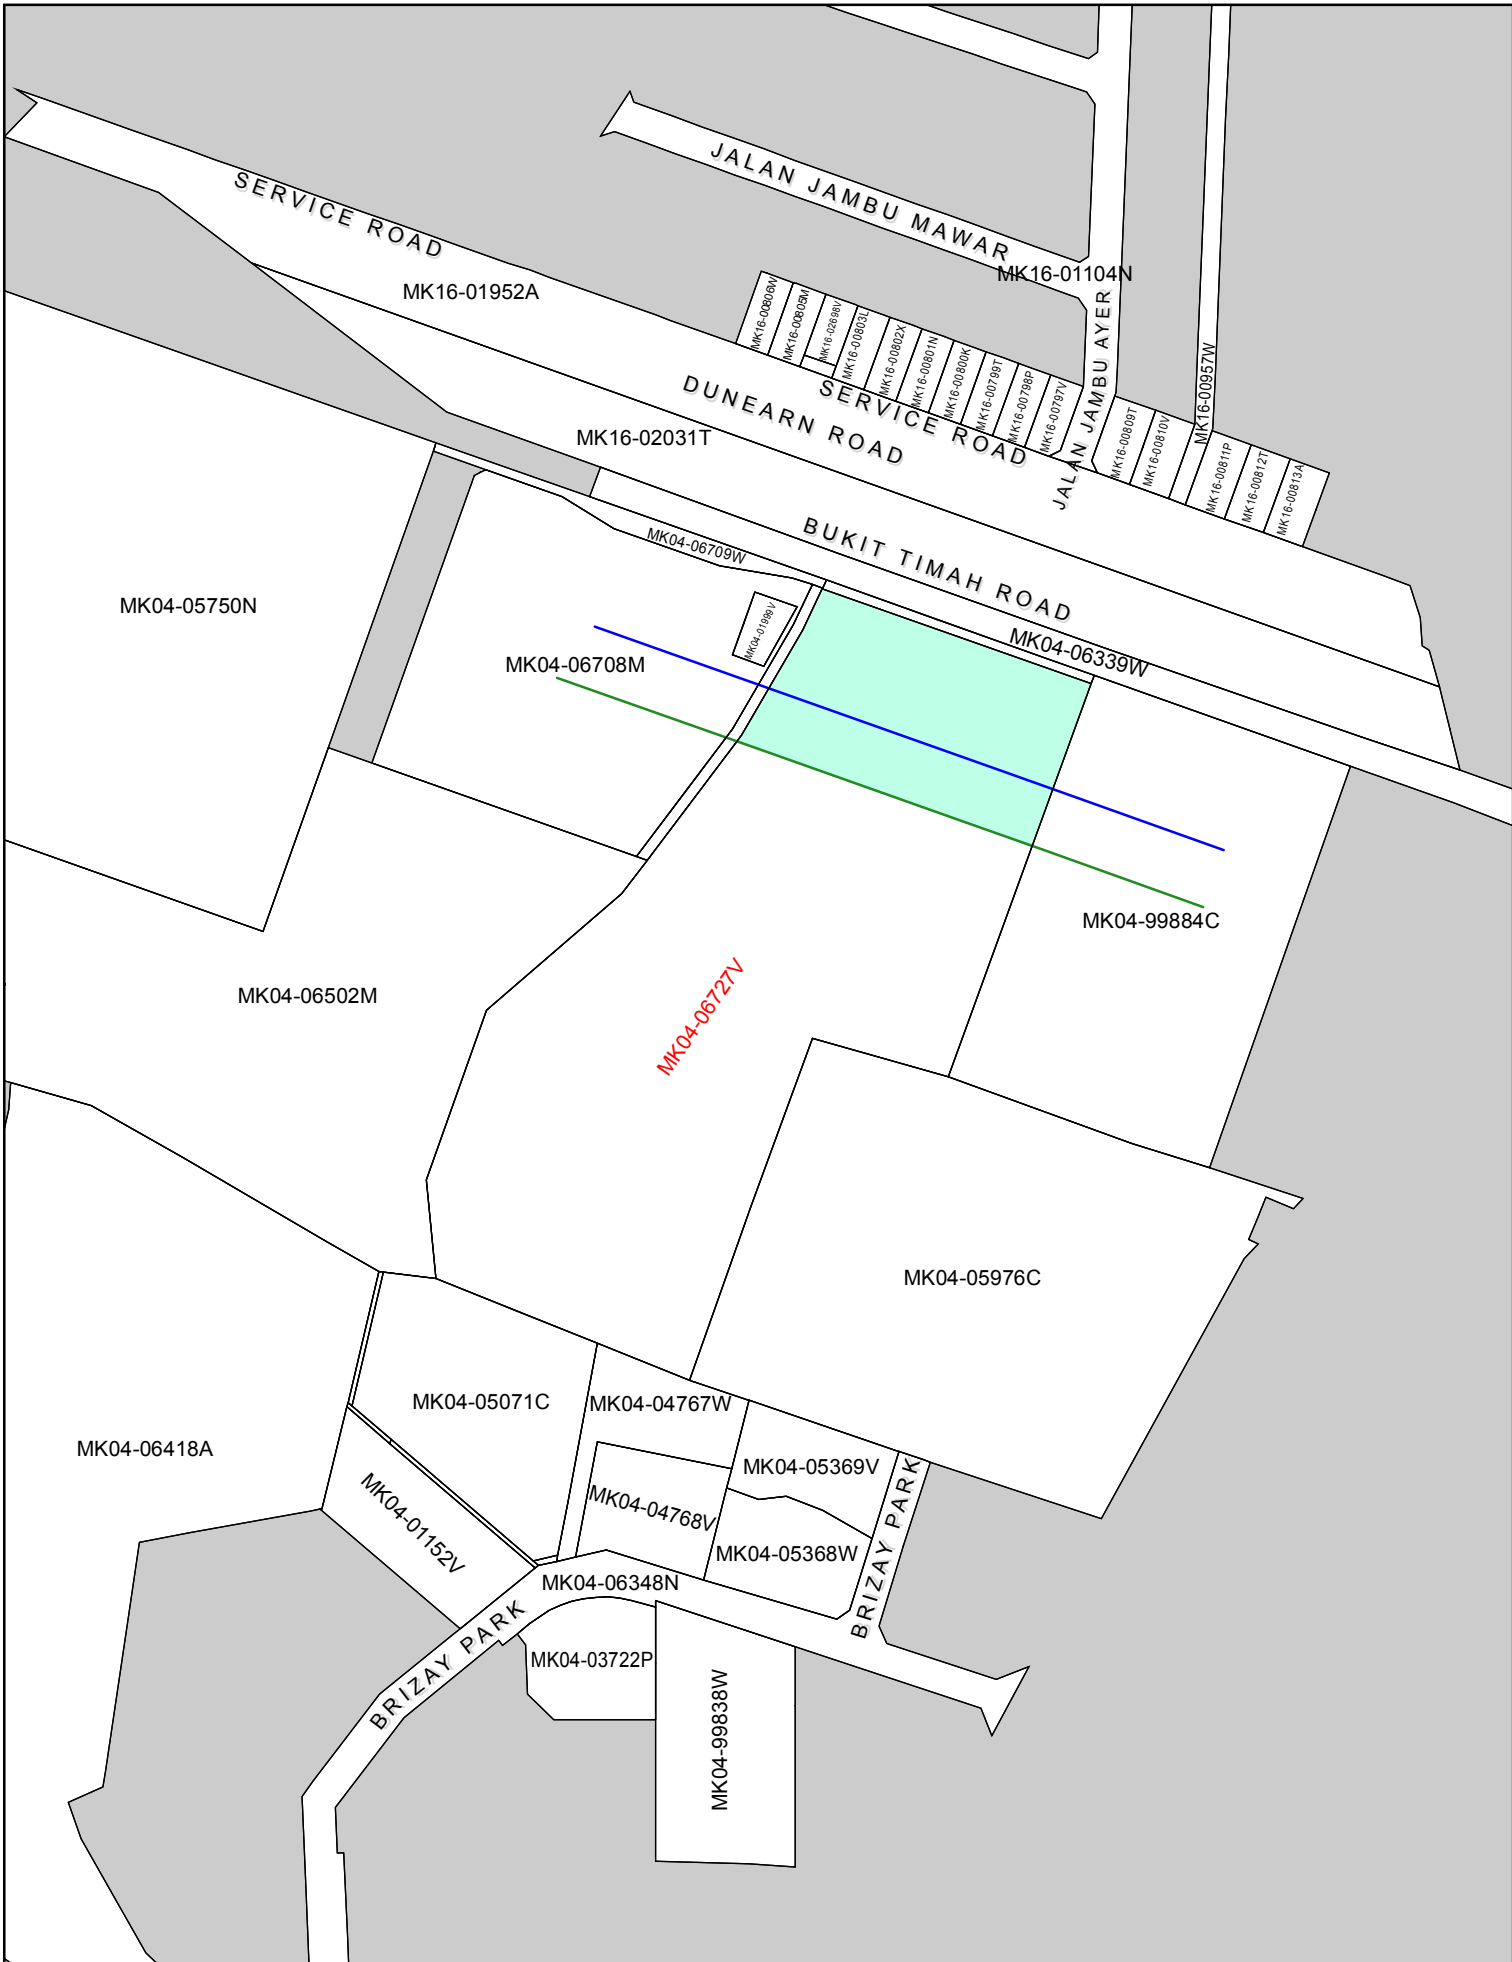 JALAN JAMBU MAWAR
SERVICE ROAD
MK16-01104N
MK16-01952A
MK16-00806W
MK16-00805M
MK16-02698V
MK16-00803L
MK16-00802X
MK16-00801N
MK16-00800K
MK16-00799T
MK16-00798P
MK16-00797V
JALAN JAMBU AYER
MK16-00957W
MK16-00809T
MK16-00810V
MK16-00811P
MK16-00812T
MK16-00813A
SERVICE ROAD
DUNEARN ROAD
MK16-02031T
BUKIT TIMAH ROAD
MK04-06709W
MK04-05750N
MK04-01999V
MK04-06339W
MK04-06708M
MK04-99884C
MK04-06502M
MK04-06727V
MK04-05976C
MK04-05071C
MK04-04767W
MK04-06418A
MK04-05369V
MK04-04768V
MK04-01152V
MK04-05368W
BRIZAY PARK
MK04-06348N
BRIZAY PARK
MK04-03722P
MK04-99838W